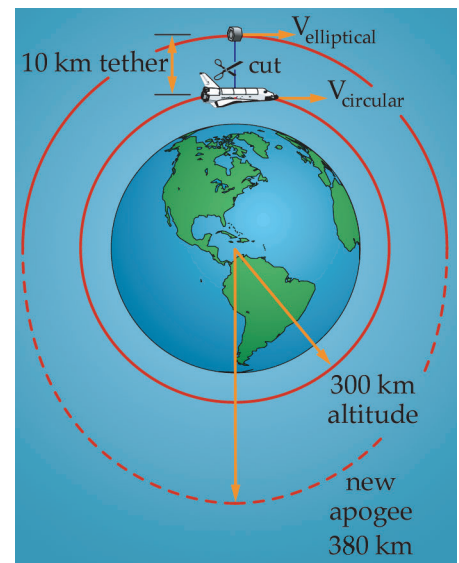 V elliptical
10 km tether
cut
V circular
300 km
altitude
new
apogee
380 km